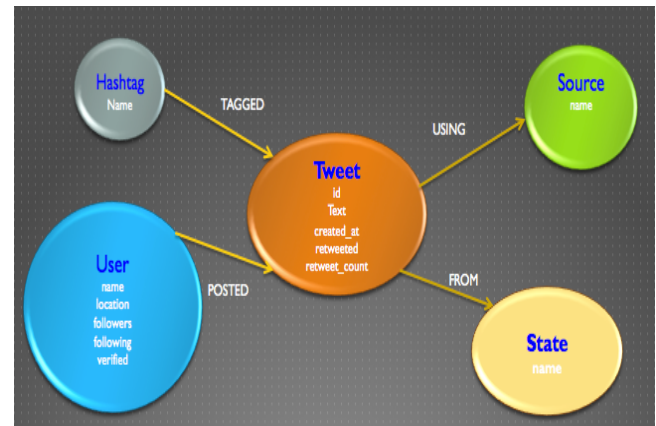 Hashtag
Name
TAGGED
Source
name
USING
Tweet
id
Text
created_at
retweeted
retweet_count
User
name
location
followers
following
verified
POSTED
FROM
State
name